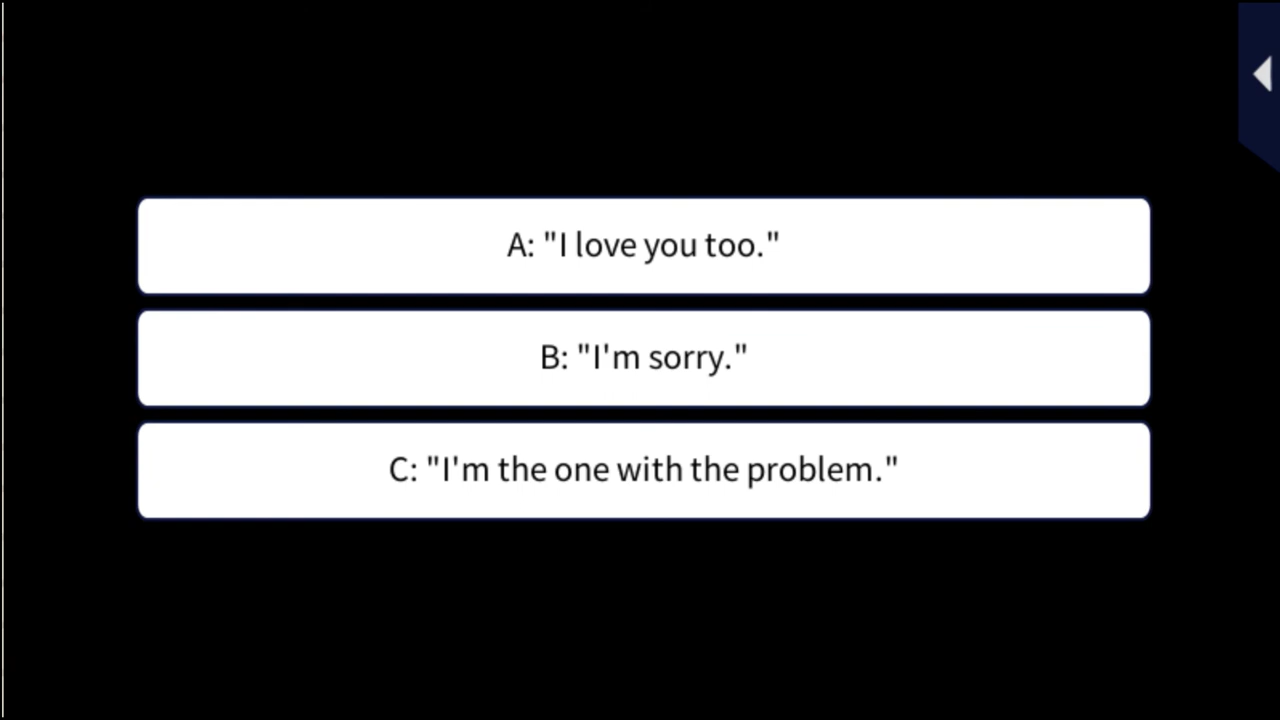 A: "I love you too."
B: "I'm sorry."
C: "I'm the one with the problem."